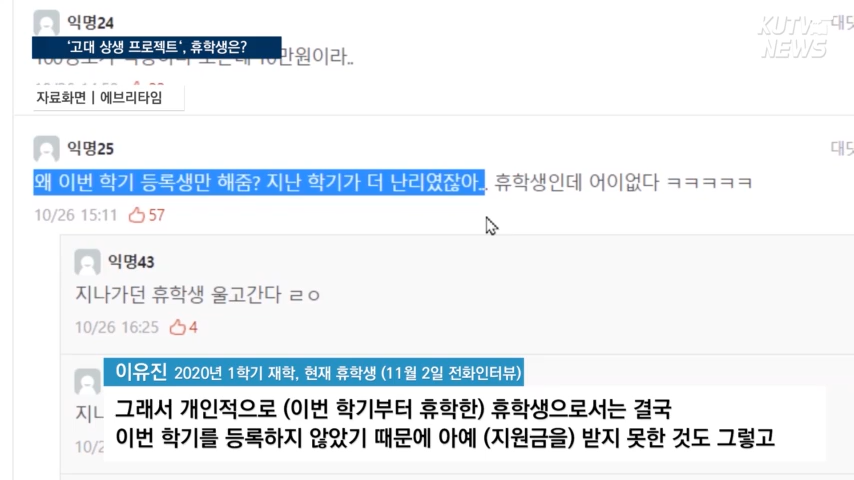 익명24
KUTV
NEWS
'고대 상생 프로젝트', 휴학생은?
자료화면 | 에브리타임
익명25
왜 이번 학기 등록생만 해줌? 지난 학기가 더 난리였잖아.. 휴학생인데 어이없다 ㅋㅋㅋㅋㅋ
10/26 15:11 57
익명43
지나가던 휴학생 울고간다 ㄹㅇ
10/26 16:25 4
이유진 2020년 1학기 재학, 현재 휴학생 (11월 2일 전화인터뷰)
그래서 개인적으로 (이번 학기부터 휴학한) 휴학생으로서는 결국
이번 학기를 등록하지 않았기 때문에 아예 (지원금을) 받지 못한 것도 그렇고